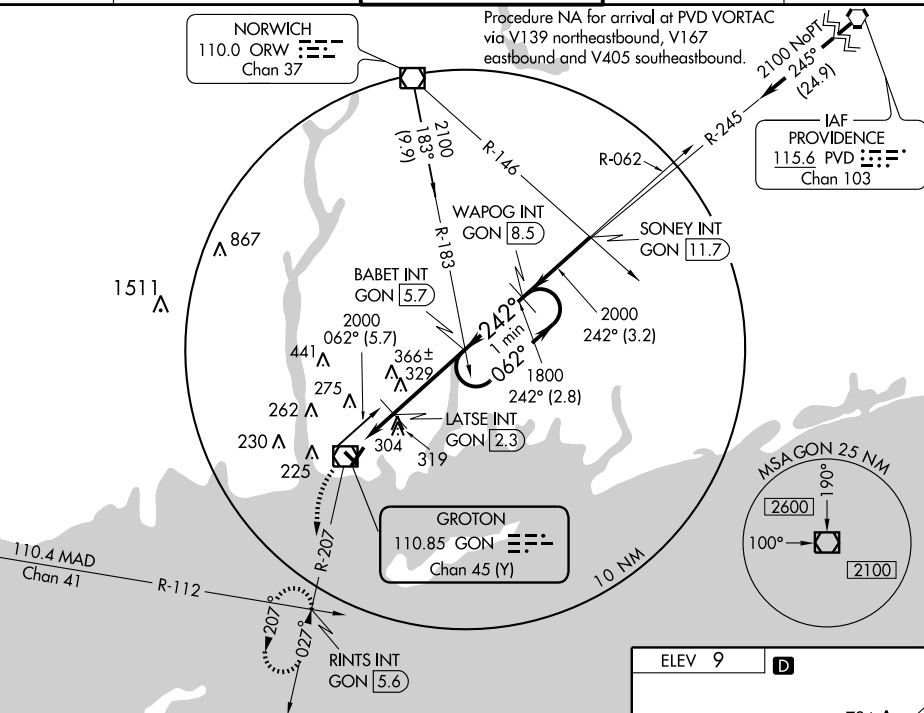 NORWICH
110.0 ORW
Chan 37
Procedure NA for arrival at PVD VORTAC
via V139 northeastbound, V167
eastbound and V405 southeastbound.
2100 NoPT
245°
(24.9)
R-245
IAF
PROVIDENCE
115.6 PVD
Chan 103
2100
183°
(9.9)
R-146
R-062
R-183
WAPOG INT
GON 8.5
SONEY INT
GON 11.7
867
1511
BABET INT
GON 5.7
242°
1 min
062°
2000
242° (3.2)
2000
062° (5.7)
1800
242° (2.8)
441
366±
329
275
262
LATSE INT
GON 2.3
230
304
319
225
MSA GON 25 NM
2600
190°
100°
2100
GROTON
110.85 GON
Chan 45 (Y)
R-207
10 NM
110.4 MAD
Chan 41
R-112
207°
027°
RINTS INT
GON 5.6
ELEV 9
D